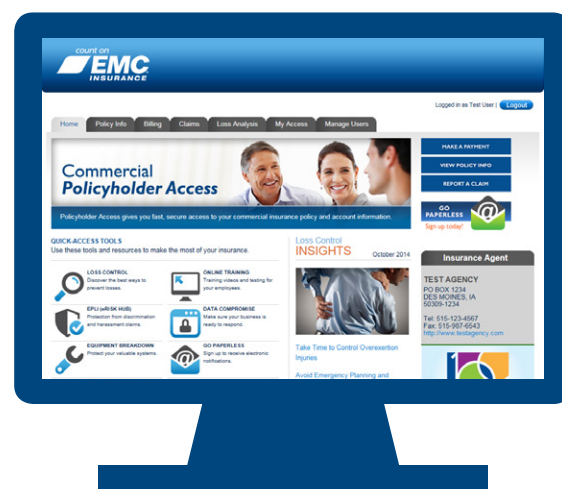 count on
EMC
INSURANCE
Logged in as Test User | Logout
Home Policy Info Billing Claims Loss Analysis My Access Manage Users
Commercial
Policyholder Access
Policyholder Access gives you fast, secure access to your commercial insurance policy and account information.
MAKE A PAYMENT
VIEW POLICY INFO
REPORT A CLAIM
GO
PAPERLESS
Sign up today!
QUICK-ACCESS TOOLS
Use these tools and resources to make the most of your insurance.
LOSS CONTROL
Discover the best ways to
prevent losses.
ONLINE TRAINING
Training videos and testing for
your employees.
EPLI (eRISK HUB)
Protection from discrimination
and harassment claims.
DATA COMPROMISE
Make sure your business is
ready to respond.
EQUIPMENT BREAKDOWN
Protect your valuable systems.
GO PAPERLESS
Sign up to receive electronic
notifications.
Loss Control
INSIGHTS October 2014
Take Time to Control Overexertion
Injuries
Avoid Emergency Planning and
Insurance Agent
TEST AGENCY
PO BOX 1234
DES MOINES, IA
50309-1234
Tel: 515-123-4567
Fax: 515-987-6543
http://www.testagency.com